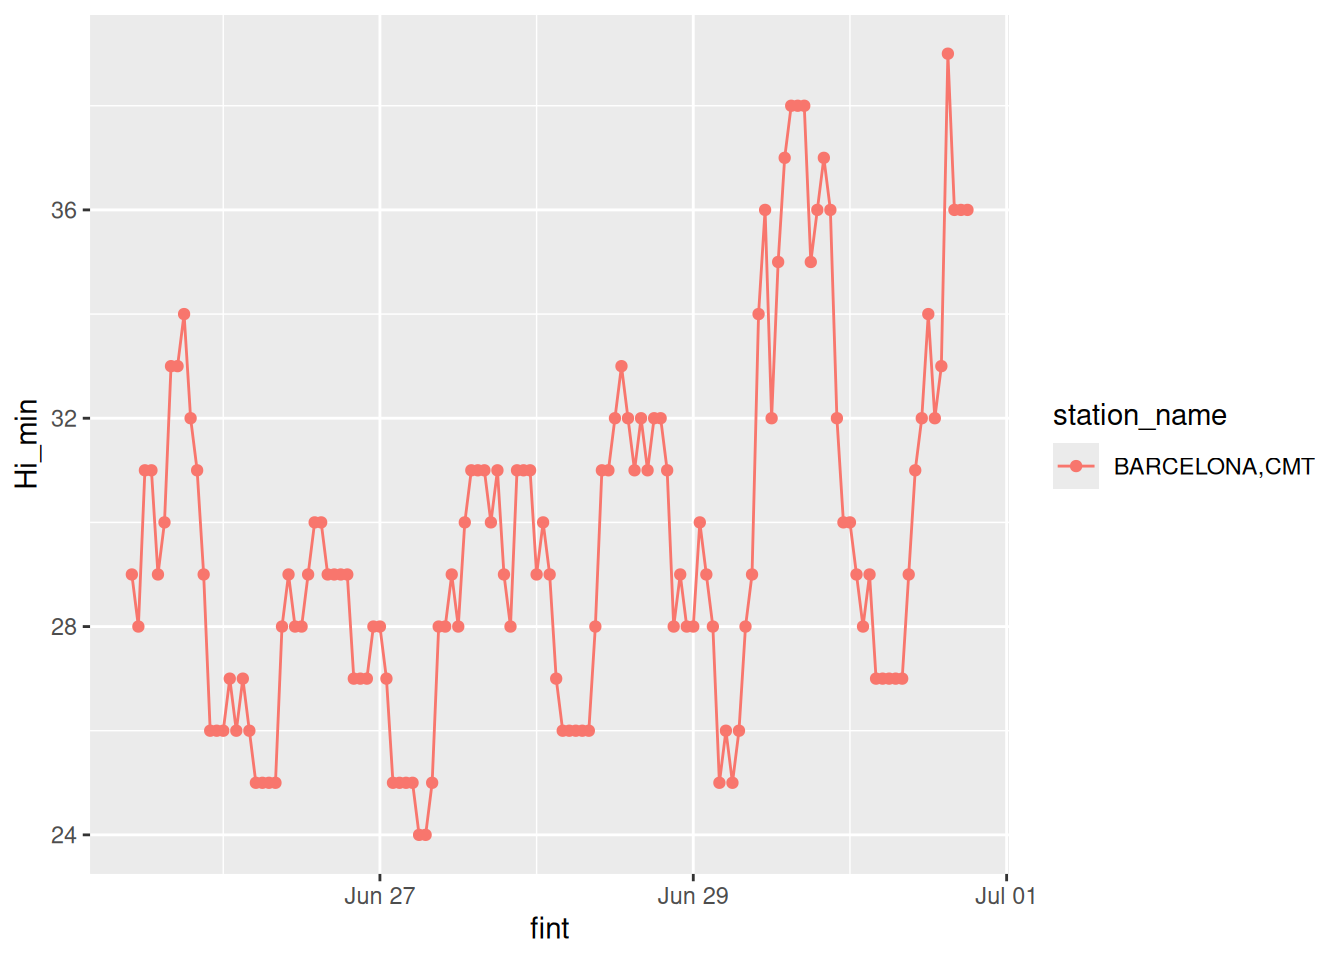 36
32
28
24
Hi_min
Jun 27
Jun 29
Jul 01
fint
station_name
BARCELONA,CMT